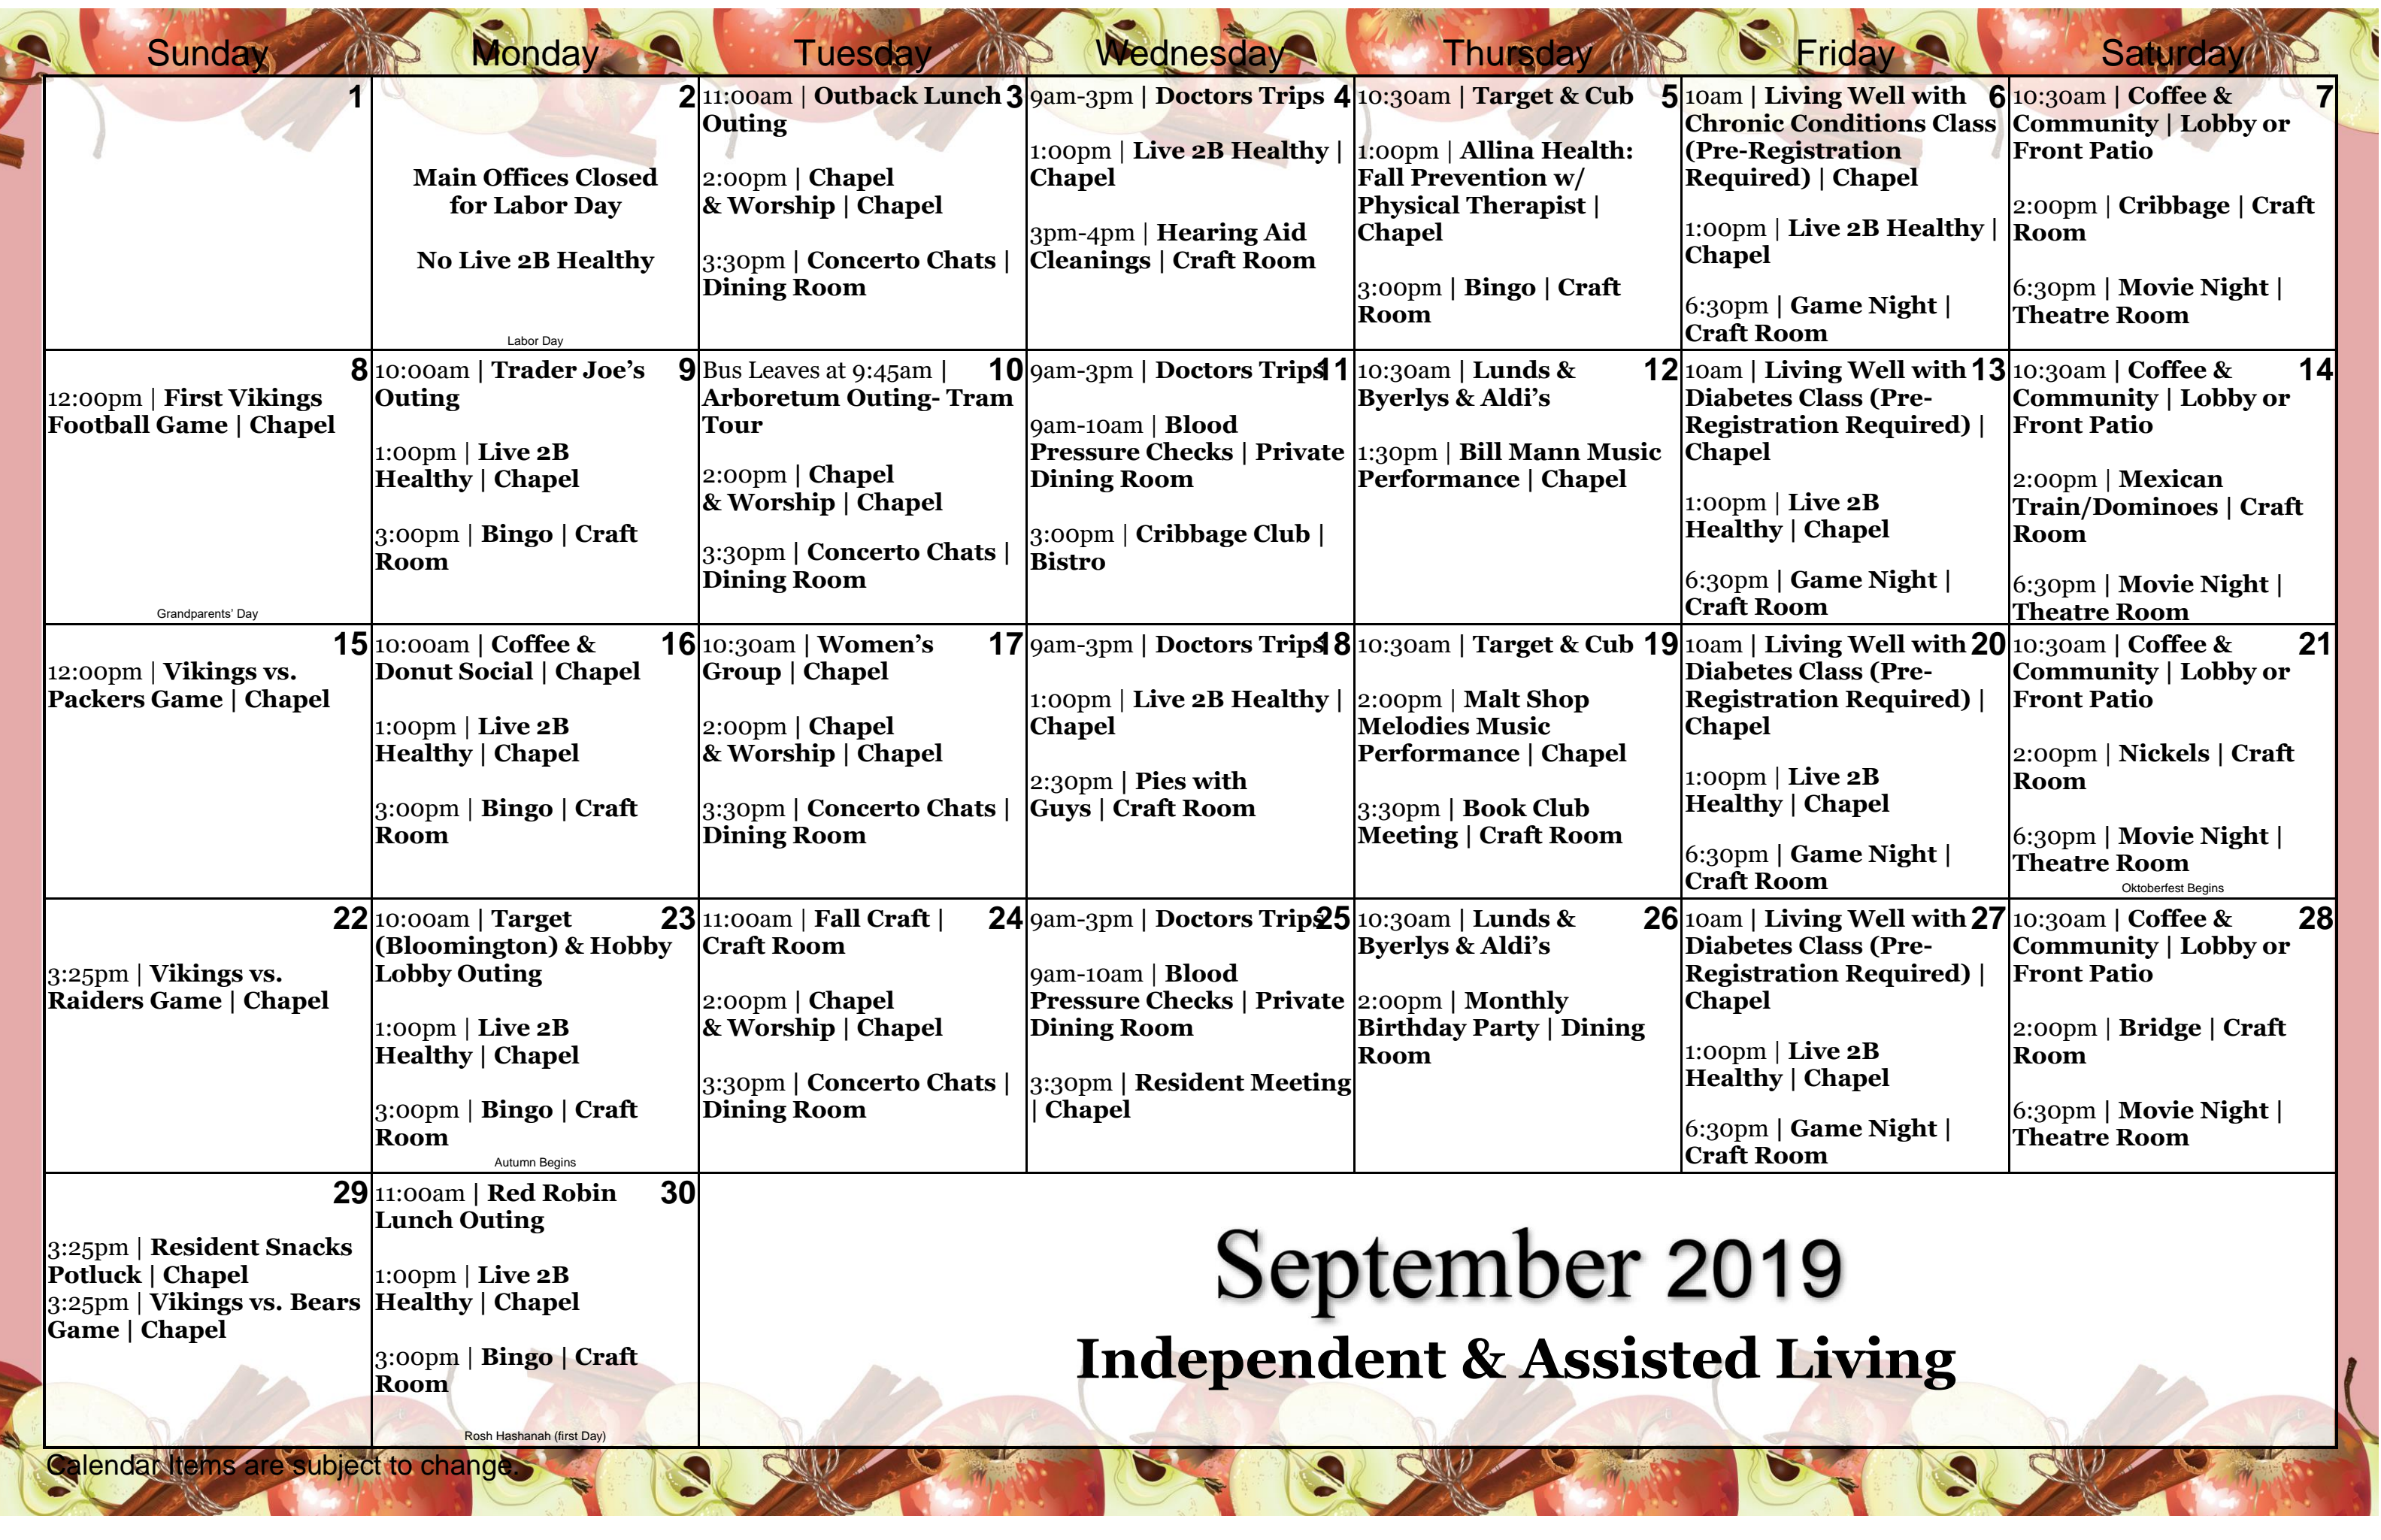 Sunday Monday Tuesday Wednesday Thursday Friday Saturday
1
2
Main Offices Closed
for Labor Day
No Live 2B Healthy
Labor Day
11:00am | Outback Lunch 3
Outing
2:00pm | Chapel
& Worship | Chapel
3:30pm | Concerto Chats |
Dining Room
9am-3pm | Doctors Trips 4
1:00pm | Live 2B Healthy |
Chapel
3pm-4pm | Hearing Aid
Cleanings | Craft Room
10:30am | Target & Cub 5
1:00pm | Allina Health:
Fall Prevention w/
Physical Therapist |
Chapel
3:00pm | Bingo | Craft
Room
10am | Living Well with 6
Chronic Conditions Class
(Pre-Registration
Required) | Chapel
1:00pm | Live 2B Healthy |
Chapel
6:30pm | Game Night |
Craft Room
10:30am | Coffee & 7
Community | Lobby or
Front Patio
2:00pm | Cribbage | Craft
Room
6:30pm | Movie Night |
Theatre Room
8
12:00pm | First Vikings
Football Game | Chapel
Grandparents' Day
10:00am | Trader Joe's 9
Outing
1:00pm | Live 2B
Healthy | Chapel
3:00pm | Bingo | Craft
Room
Bus Leaves at 9:45am | 10
Arboretum Outing- Tram
Tour
2:00pm | Chapel
& Worship | Chapel
3:30pm | Concerto Chats |
Dining Room
9am-3pm | Doctors Trips 11
9am-10am | Blood
Pressure Checks | Private
Dining Room
3:00pm | Cribbage Club |
Bistro
10:30am | Lunds & 12
Byerlys & Aldi's
1:30pm | Bill Mann Music
Performance | Chapel
10am | Living Well with 13
Diabetes Class (Pre-
Registration Required) |
Chapel
1:00pm | Live 2B
Healthy | Chapel
6:30pm | Game Night |
Craft Room
10:30am | Coffee & 14
Community | Lobby or
Front Patio
2:00pm | Mexican
Train/Dominoes | Craft
Room
6:30pm | Movie Night |
Theatre Room
15
12:00pm | Vikings vs.
Packers Game | Chapel
10:00am | Coffee & 16
Donut Social | Chapel
1:00pm | Live 2B
Healthy | Chapel
3:00pm | Bingo | Craft
Room
10:30am | Women's 17
Group | Chapel
2:00pm | Chapel
& Worship | Chapel
3:30pm | Concerto Chats |
Dining Room
9am-3pm | Doctors Trips 18
1:00pm | Live 2B Healthy |
Chapel
2:30pm | Pies with
Guys | Craft Room
10:30am | Target & Cub 19
2:00pm | Malt Shop
Melodies Music
Performance | Chapel
3:30pm | Book Club
Meeting | Craft Room
10am | Living Well with 20
Diabetes Class (Pre-
Registration Required) |
Chapel
1:00pm | Live 2B
Healthy | Chapel
6:30pm | Game Night |
Craft Room
10:30am | Coffee & 21
Community | Lobby or
Front Patio
2:00pm | Nickels | Craft
Room
6:30pm | Movie Night |
Theatre Room
Oktoberfest Begins
22
3:25pm | Vikings vs.
Raiders Game | Chapel
10:00am | Target 23
(Bloomington) & Hobby
Lobby Outing
1:00pm | Live 2B
Healthy | Chapel
3:00pm | Bingo | Craft
Room
Autumn Begins
11:00am | Fall Craft | 24
Craft Room
2:00pm | Chapel
& Worship | Chapel
3:30pm | Concerto Chats |
Dining Room
9am-3pm | Doctors Trips 25
9am-10am | Blood
Pressure Checks | Private
Dining Room
3:30pm | Resident Meeting
| Chapel
10:30am | Lunds & 26
Byerlys & Aldi's
2:00pm | Monthly
Birthday Party | Dining
Room
10am | Living Well with 27
Diabetes Class (Pre-
Registration Required) |
Chapel
1:00pm | Live 2B
Healthy | Chapel
6:30pm | Game Night |
Craft Room
10:30am | Coffee & 28
Community | Lobby or
Front Patio
2:00pm | Bridge | Craft
Room
6:30pm | Movie Night |
Theatre Room
29
3:25pm | Resident Snacks
Potluck | Chapel
3:25pm | Vikings vs. Bears
Game | Chapel
11:00am | Red Robin 30
Lunch Outing
1:00pm | Live 2B
Healthy | Chapel
3:00pm | Bingo | Craft
Room
Rosh Hashanah (first Day)
September 2019
Independent & Assisted Living
Calendar Items are subject to change.